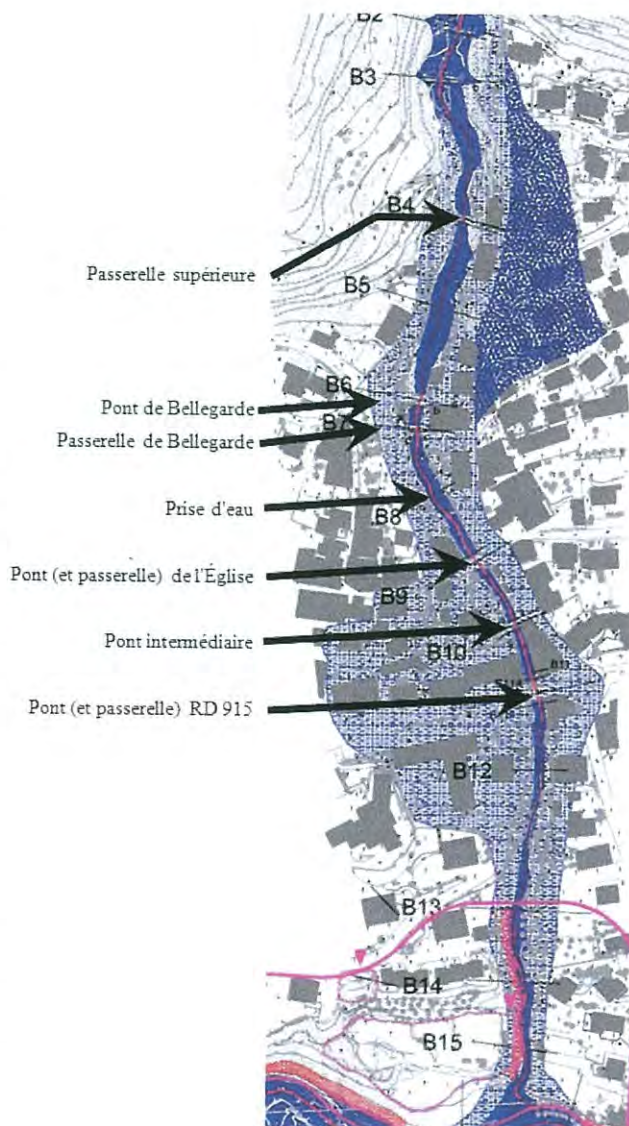 B2
B3
B4
Passerelle supérieure
B5
B6
Pont de Bellegarde
B7
Passerelle de Bellegarde
Prise d'eau
B8
Pont (et passerelle) de l'Église
B9
Pont intermédiaire
B10
B11
Pont (et passerelle) RD 915
B12
B13
B14
B15